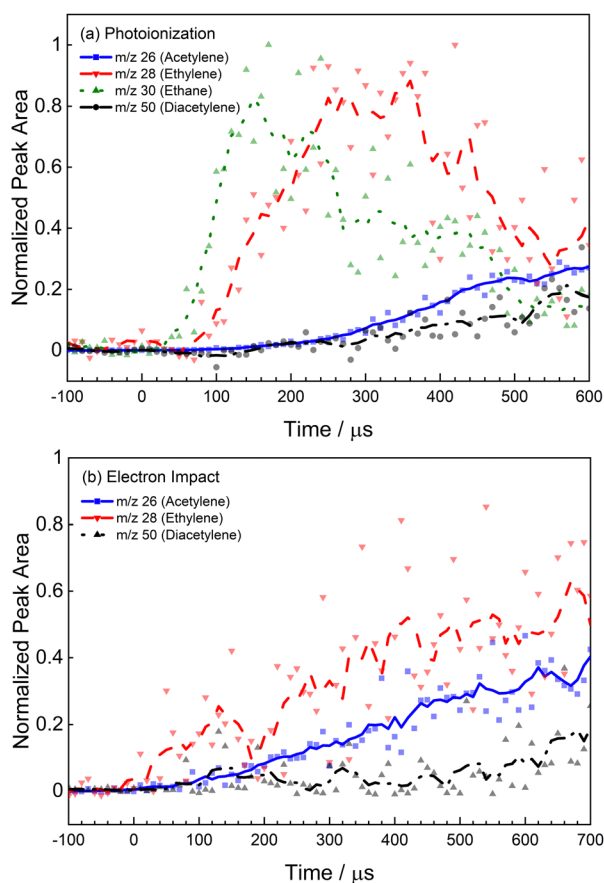 (a) Photoionization
m/z 26 (Acetylene)
m/z 28 (Ethylene)
m/z 30 (Ethane)
m/z 50 (Diacetylene)
Normalized Peak Area
1
0.8
0.6
0.4
0.2
0
-100 0 100 200 300 400 500 600
Time / μs
(b) Electron Impact
m/z 26 (Acetylene)
m/z 28 (Ethylene)
m/z 50 (Diacetylene)
Normalized Peak Area
1
0.8
0.6
0.4
0.2
0
-100 0 100 200 300 400 500 600 700
Time / μs